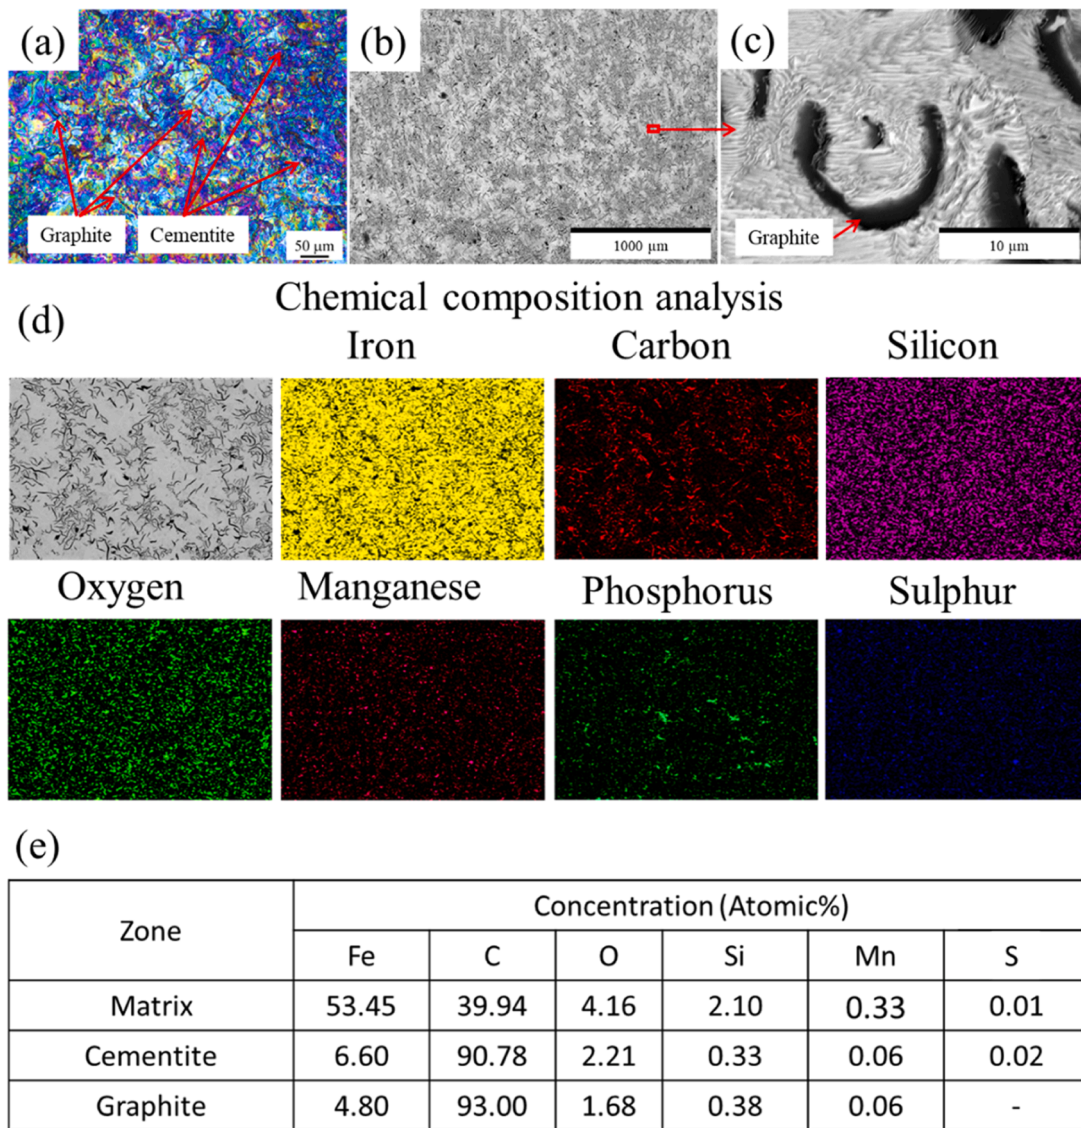 (a) (b) (c)
Graphite Cementite
50 µm
1000 µm
Graphite
10 µm
(d)
Chemical composition analysis
Iron Carbon Silicon
Oxygen Manganese Phosphorus Sulphur
(e)
Zone Concentration (Atomic%)
Fe C O Si Mn S
Matrix 53.45 39.94 4.16 2.10 0.33 0.01
Cementite 6.60 90.78 2.21 0.33 0.06 0.02
Graphite 4.80 93.00 1.68 0.38 0.06 -